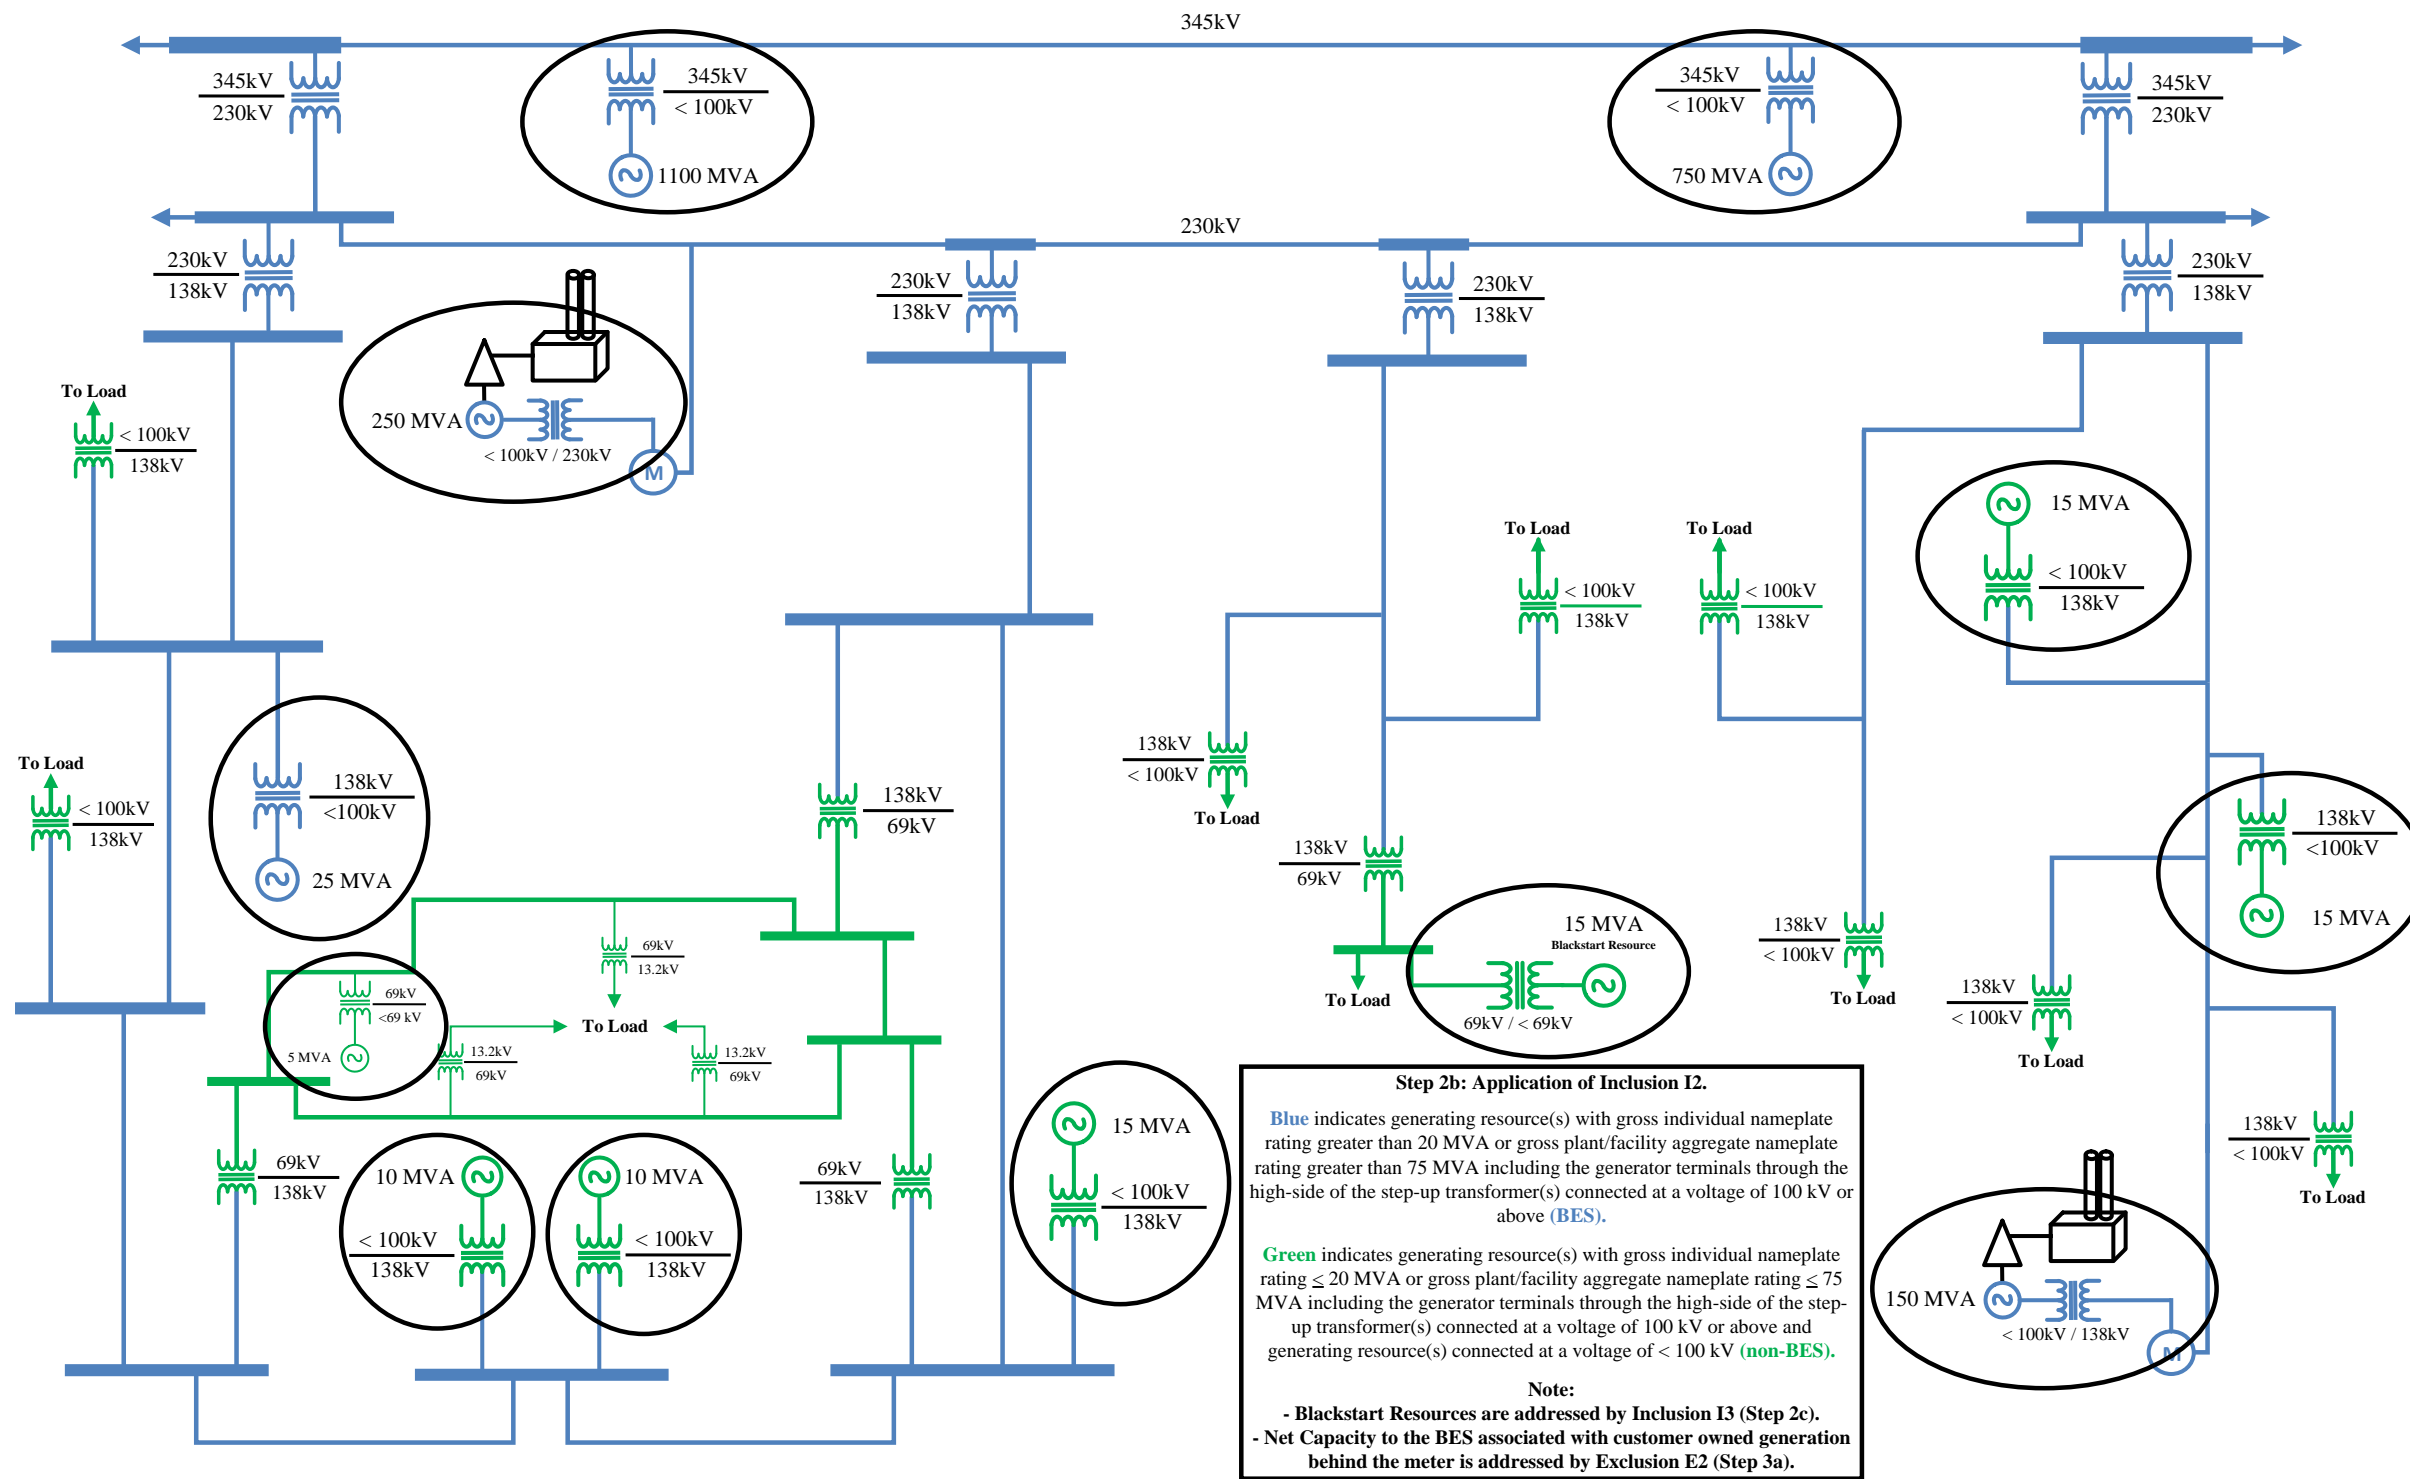 345kV
345kV
230kV
345kV
< 100kV
1100 MVA
345kV
< 100kV
750 MVA
345kV
230kV
230kV
230kV
138kV
230kV
138kV
230kV
138kV
230kV
138kV
250 MVA
< 100kV / 230kV
M
To Load
< 100kV
138kV
To Load
< 100kV
138kV
To Load
< 100kV
138kV
15 MVA
< 100kV
138kV
To Load
< 100kV
138kV
138kV
<100kV
25 MVA
138kV
69kV
138kV
< 100kV
To Load
138kV
69kV
138kV
<100kV
15 MVA
15 MVA
Blackstart Resource
69kV / < 69kV
To Load
138kV
< 100kV
To Load
138kV
< 100kV
To Load
69kV
13.2kV
To Load
69kV
<69 kV
5 MVA
13.2kV
69kV
13.2kV
69kV
69kV
138kV
10 MVA
< 100kV
138kV
10 MVA
< 100kV
138kV
69kV
138kV
15 MVA
< 100kV
138kV
138kV
< 100kV
To Load
150 MVA
< 100kV / 138kV
M
Step 2b: Application of Inclusion I2.
Blue indicates generating resource(s) with gross individual nameplate
rating greater than 20 MVA or gross plant/facility aggregate nameplate
rating greater than 75 MVA including the generator terminals through the
high-side of the step-up transformer(s) connected at a voltage of 100 kV or
above (BES).
Green indicates generating resource(s) with gross individual nameplate
rating ≤ 20 MVA or gross plant/facility aggregate nameplate rating ≤ 75
MVA including the generator terminals through the high-side of the step-
up transformer(s) connected at a voltage of 100 kV or above and
generating resource(s) connected at a voltage of < 100 kV (non-BES).
Note:
- Blackstart Resources are addressed by Inclusion I3 (Step 2c).
- Net Capacity to the BES associated with customer owned generation
behind the meter is addressed by Exclusion E2 (Step 3a).